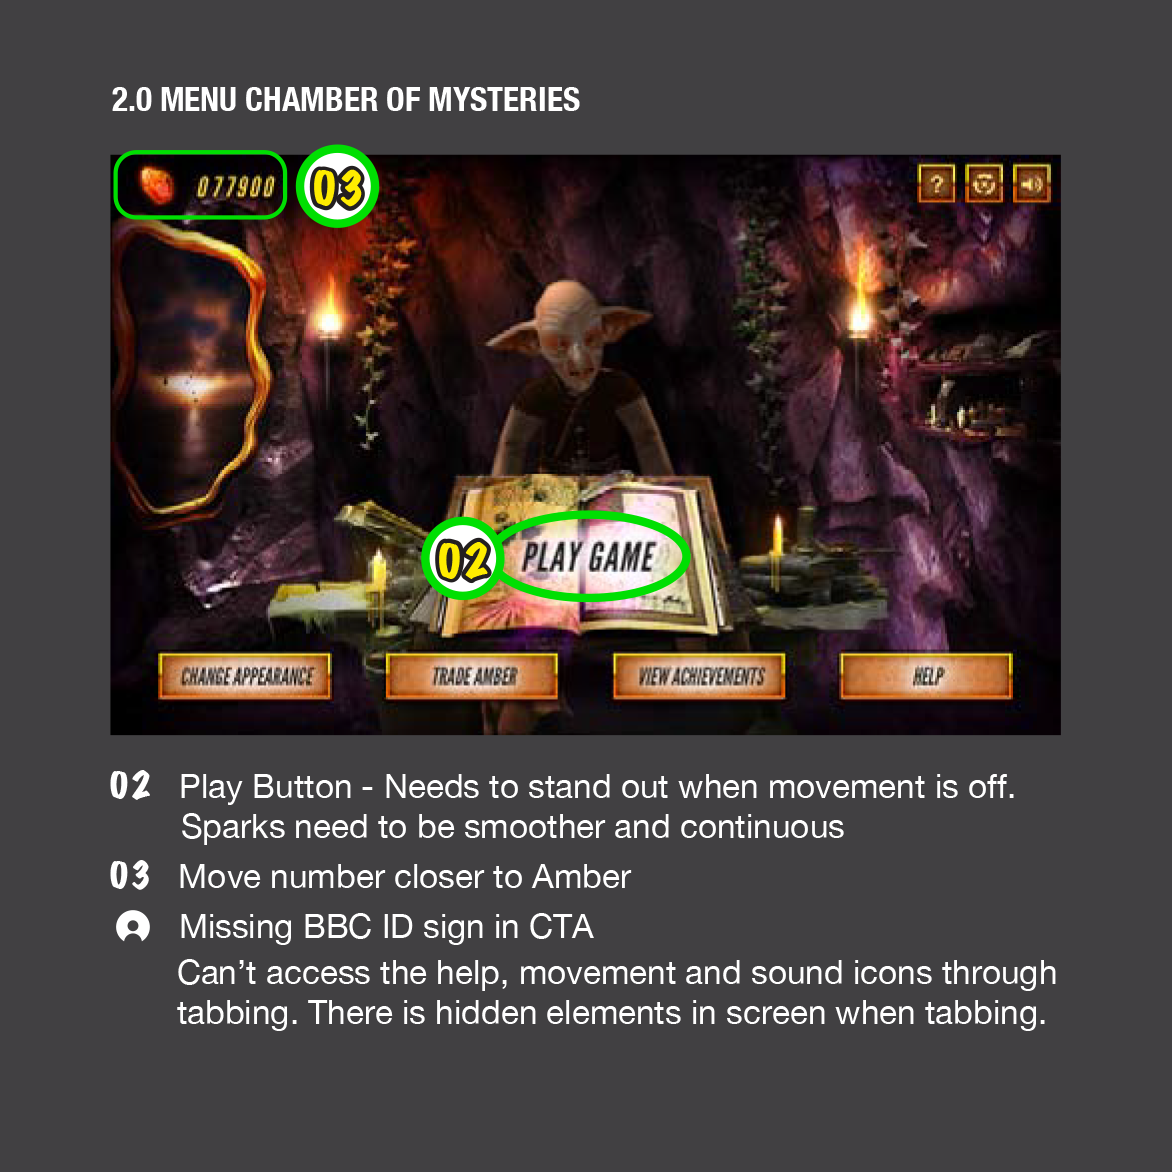 2.0 MENU CHAMBER OF MYSTERIES
077900
03
?
02
PLAY GAME
CHANGE APPEARANCE
TRADE AMBER
VIEW ACHIEVEMENTS
HELP
02 Play Button - Needs to stand out when movement is off.
Sparks need to be smoother and continuous
03 Move number closer to Amber
Missing BBC ID sign in CTA
Can’t access the help, movement and sound icons through
tabbing. There is hidden elements in screen when tabbing.